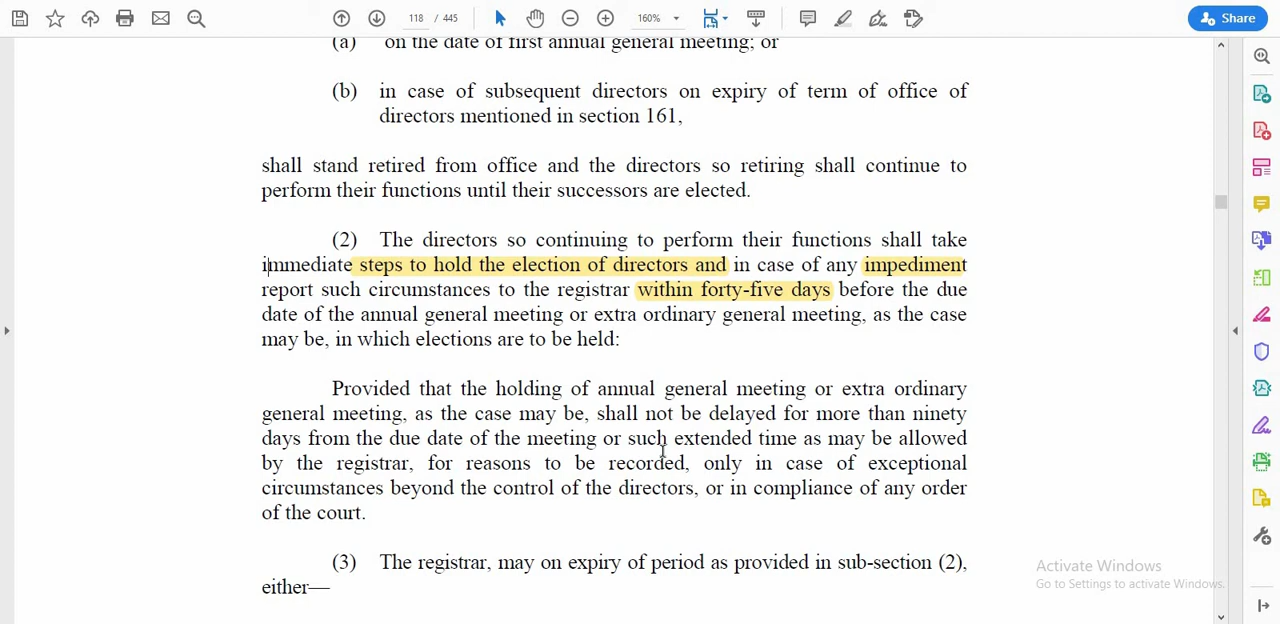 118 / 445
160%
Share
(a) on the date of first annual general meeting; or
(b) in case of subsequent directors on expiry of term of office of
directors mentioned in section 161,
shall stand retired from office and the directors so retiring shall continue to
perform their functions until their successors are elected.
(2) The directors so continuing to perform their functions shall take
immediate steps to hold the election of directors and in case of any impediment
report such circumstances to the registrar within forty-five days before the due
date of the annual general meeting or extra ordinary general meeting, as the case
may be, in which elections are to be held:
Provided that the holding of annual general meeting or extra ordinary
general meeting, as the case may be, shall not be delayed for more than ninety
days from the due date of the meeting or such extended time as may be allowed
by the registrar, for reasons to be recorded, only in case of exceptional
circumstances beyond the control of the directors, or in compliance of any order
of the court.
(3) The registrar, may on expiry of period as provided in sub-section (2),
either—
Activate Windows
Go to Settings to activate Windows.